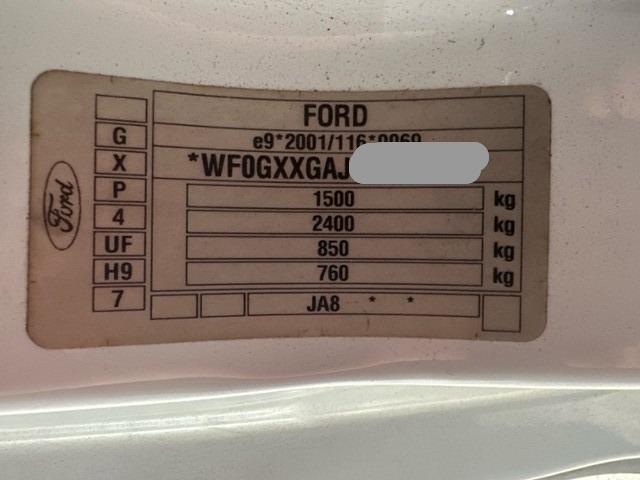 FORD
e9*2001/116*0069
*WF0GXXGAJ
1500 kg
2400 kg
850 kg
760 kg
JA8 * *
G
X
P
4
UF
H9
7
Ford